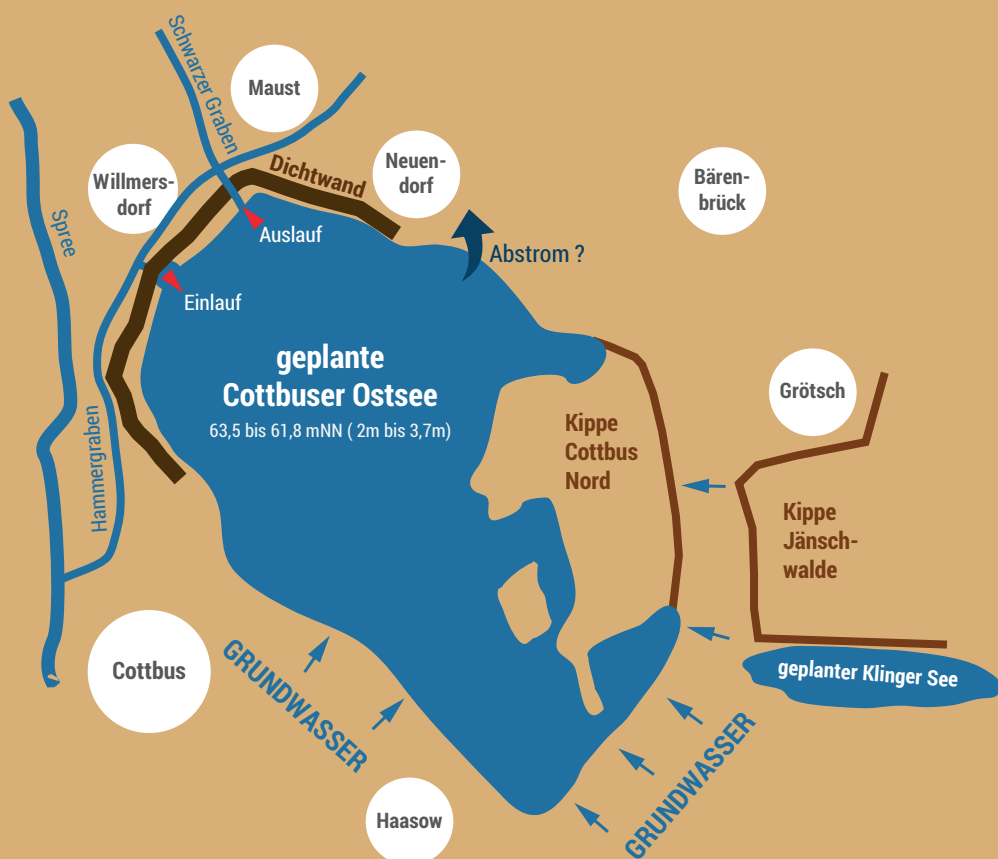 Schwarzer Graben
Maust
Dichtwand
Neuen-
dorf
Willmers-
dorf
Bären-
brück
Spree
Auslauf
Abstrom ?
Einlauf
geplante
Cottbuser Ostsee
63,5 bis 61,8 mNN ( 2m bis 3,7m)
Grötsch
Kippe
Cottbus
Nord
Hammergraben
Kippe
Jänsch-
walde
Cottbus
GRUNDWASSER
geplanter Klinger See
GRUNDWASSER
Haasow